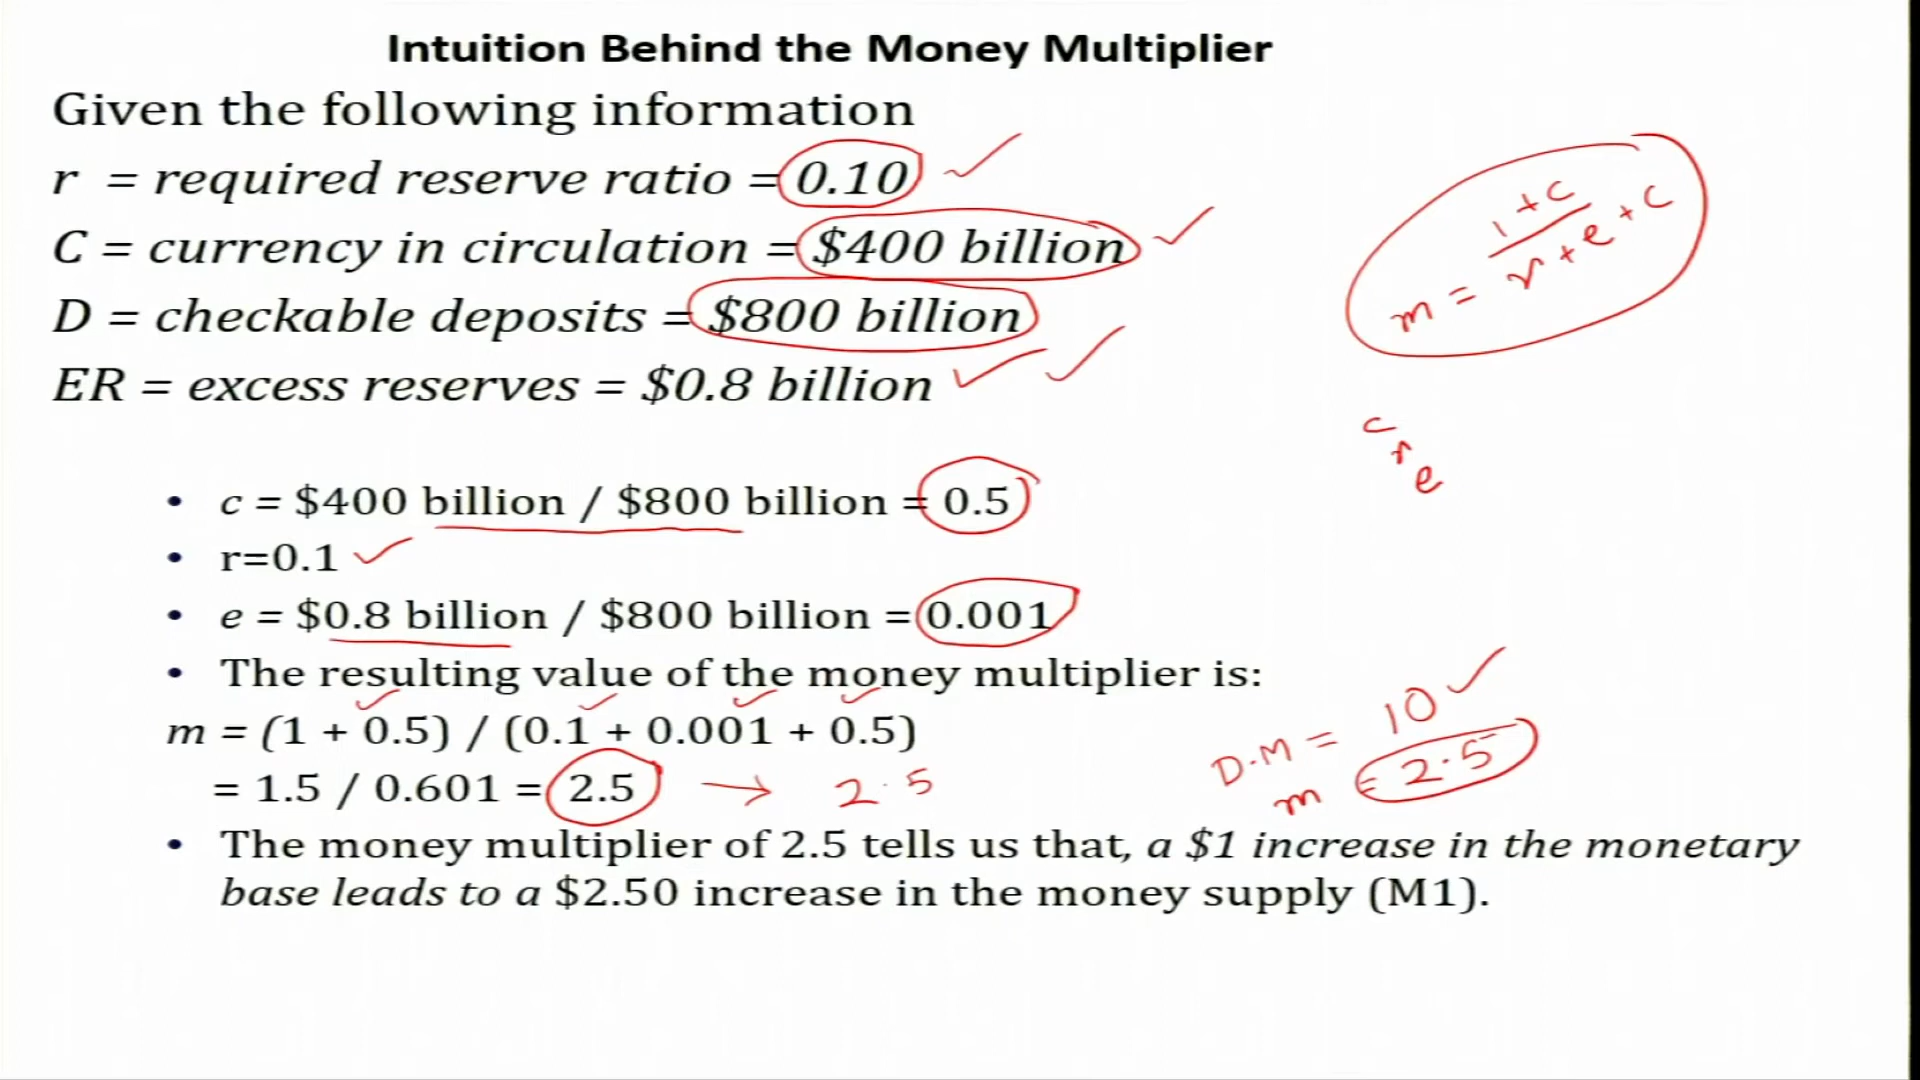 Intuition Behind the Money Multiplier
Given the following information
r = required reserve ratio = 0.10
C = currency in circulation = $400 billion
D = checkable deposits = $800 billion
ER = excess reserves = $0.8 billion
1 + c
m = r + e + c
c
r
e
• c = $400 billion / $800 billion = 0.5
• r=0.1
• e = $0.8 billion / $800 billion = 0.001
• The resulting value of the money multiplier is:
m = (1 + 0.5) / (0.1 + 0.001 + 0.5)
= 1.5 / 0.601 = 2.5 → 2.5
D.M = 10
m = 2.5
• The money multiplier of 2.5 tells us that, a $1 increase in the monetary
base leads to a $2.50 increase in the money supply (M1).